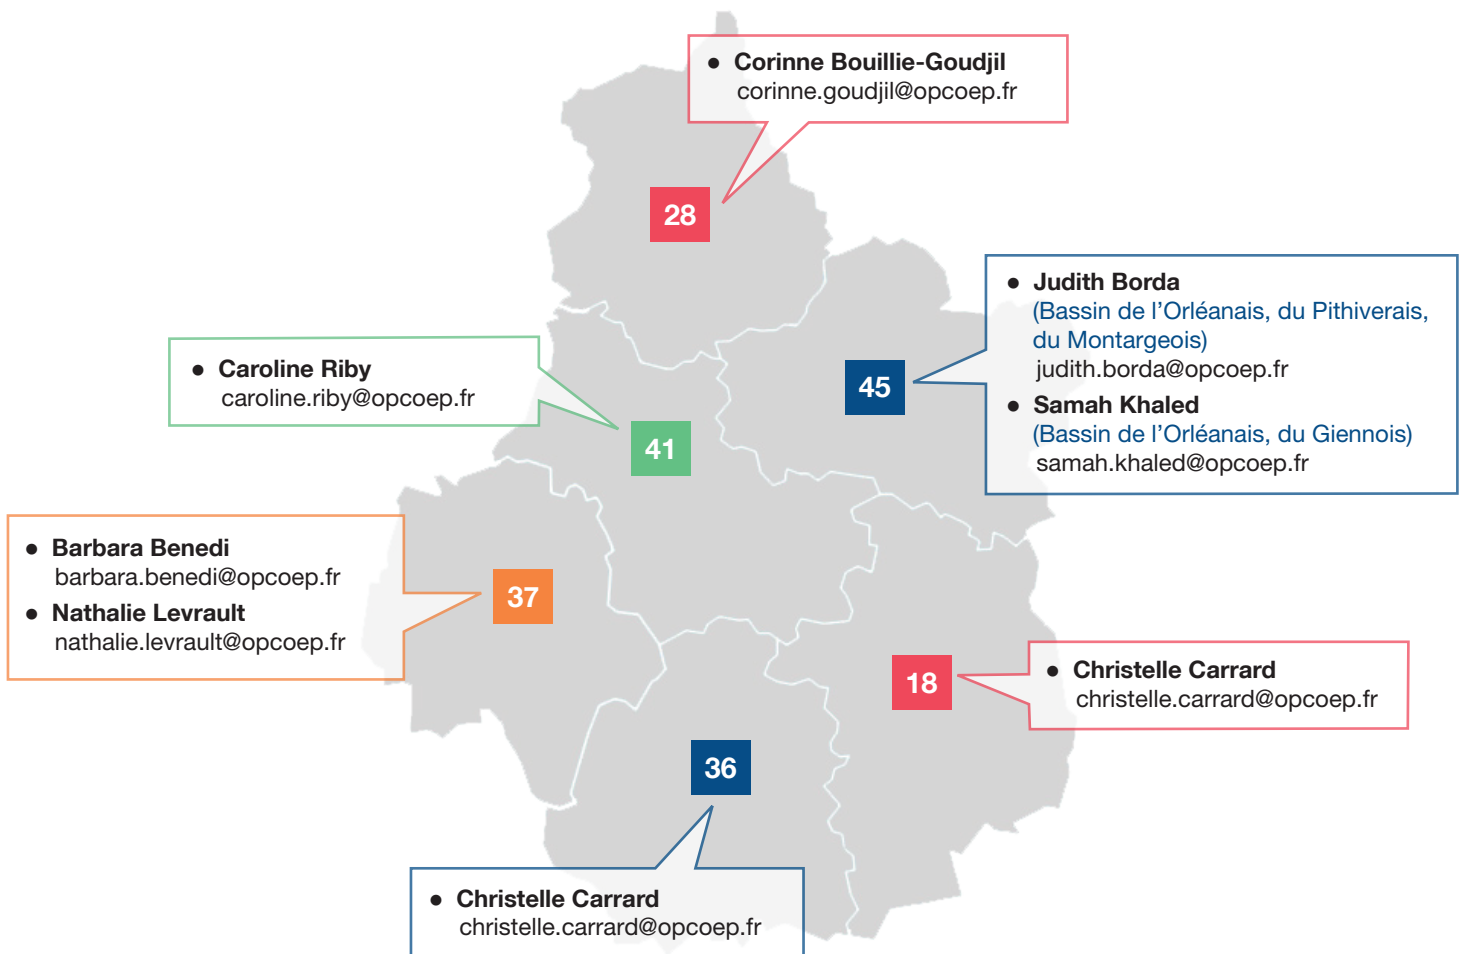 ● Corinne Bouillie-Goudjil
corinne.goudjil@opcoep.fr
28
● Judith Borda
(Bassin de l’Orléanais, du Pithiverais,
du Montargeois)
judith.borda@opcoep.fr
● Samah Khaled
(Bassin de l’Orléanais, du Giennois)
samah.khaled@opcoep.fr
45
● Caroline Riby
caroline.riby@opcoep.fr
41
● Barbara Benedi
barbara.benedi@opcoep.fr
● Nathalie Levrault
nathalie.levrault@opcoep.fr
37
● Christelle Carrard
christelle.carrard@opcoep.fr
18
36
● Christelle Carrard
christelle.carrard@opcoep.fr